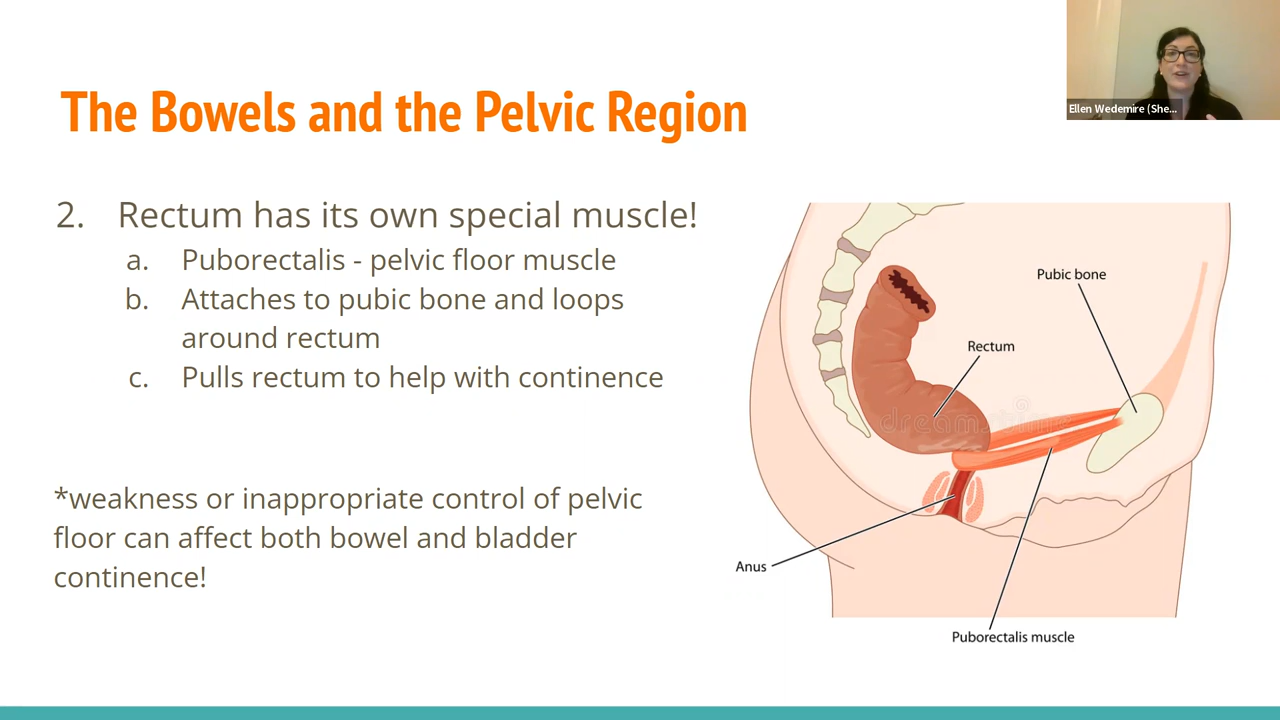 The Bowels and the Pelvic Region
Ellen Wedemire (She...
2. Rectum has its own special muscle!
a. Puborectalis - pelvic floor muscle
b. Attaches to pubic bone and loops
around rectum
c. Pulls rectum to help with continence
*weakness or inappropriate control of pelvic
floor can affect both bowel and bladder
continence!
Pubic bone
Rectum
dreamstime
Anus
Puborectalis muscle